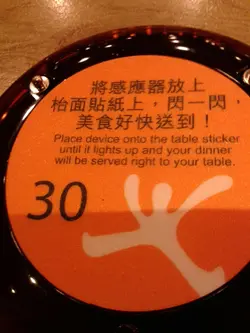 將感應器放上
枱面貼紙上，閃一閃，
美食好快送到！
Place device onto the table sticker
until it lights up and your dinner
will be served right to your table.
30